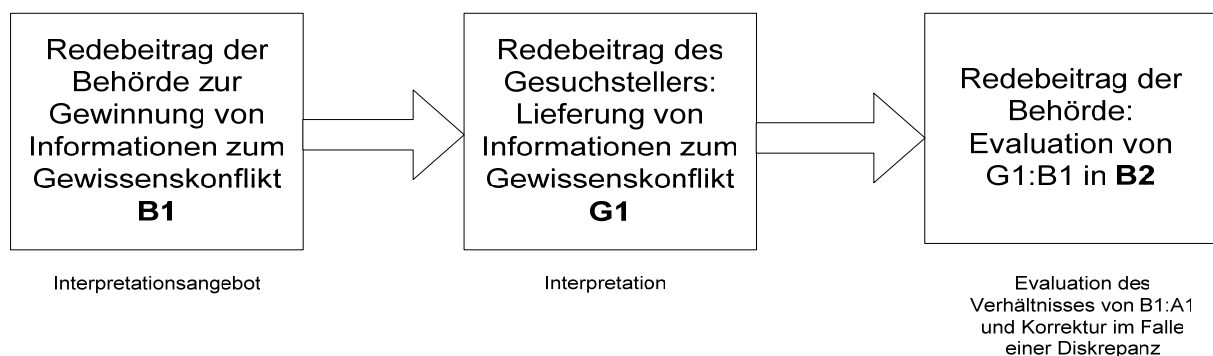 Redebeitrag der
Behörde zur
Gewinnung von
Informationen zum
Gewissenskonflikt
B1
Redebeitrag des
Gesuchstellers:
Lieferung von
Informationen zum
Gewissenskonflikt
G1
Redebeitrag der
Behörde:
Evaluation von
G1:B1 in B2
Interpretationsangebot
Interpretation
Evaluation des
Verhältnisses von B1:A1
und Korrektur im Falle
einer Diskrepanz